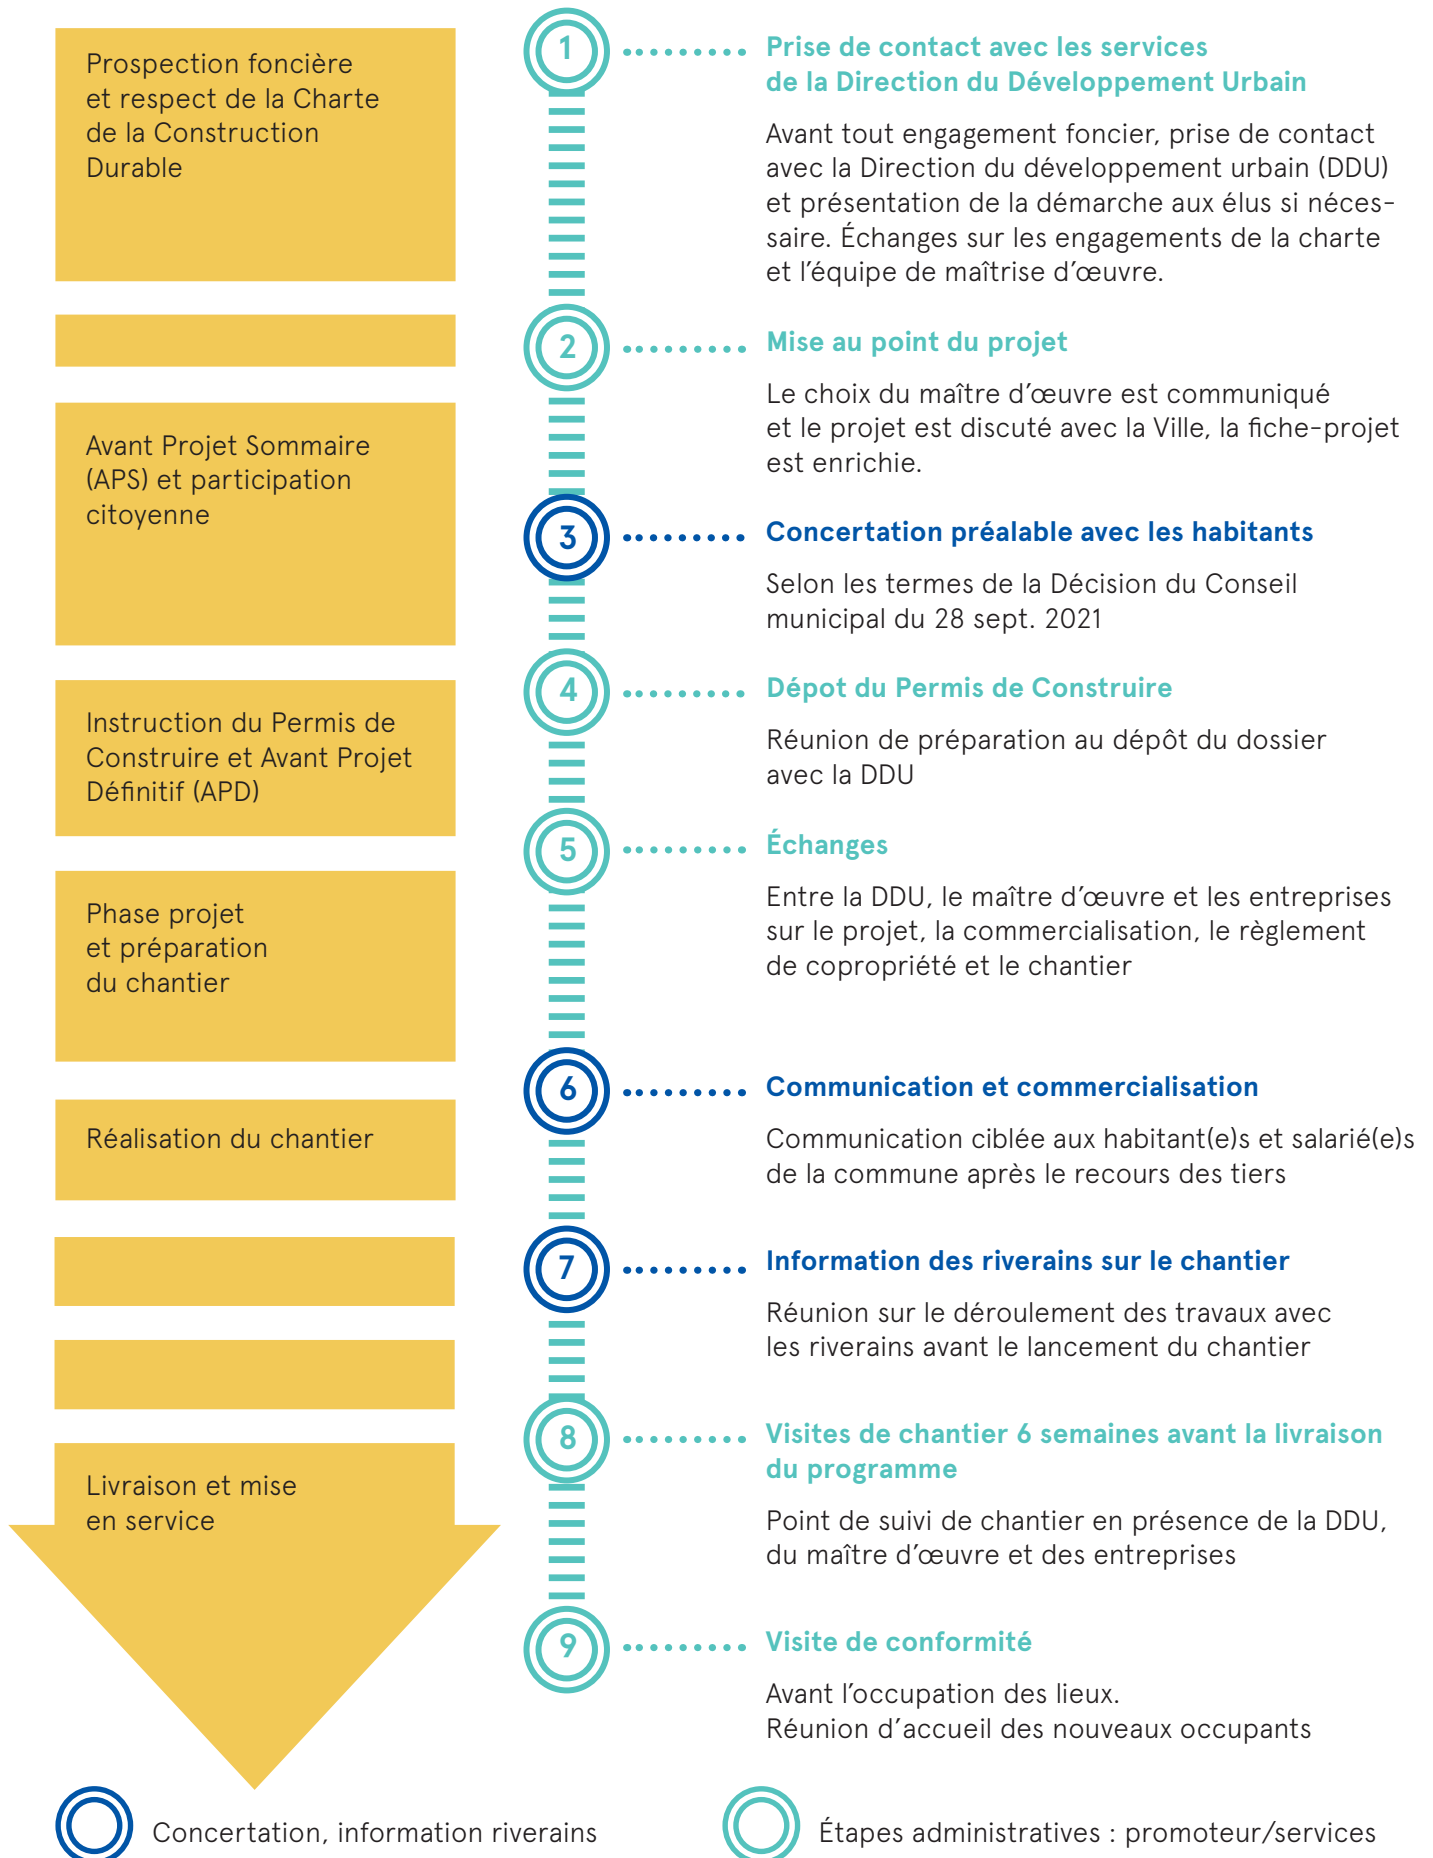 Prospection foncière
et respect de la Charte
de la Construction
Durable
1
Prise de contact avec les services
de la Direction du Développement Urbain
Avant tout engagement foncier, prise de contact
avec la Direction du développement urbain (DDU)
et présentation de la démarche aux élus si néces-
saire. Échanges sur les engagements de la charte
et l’équipe de maîtrise d’œuvre.
2
Mise au point du projet
Le choix du maître d’œuvre est communiqué
et le projet est discuté avec la Ville, la fiche-projet
est enrichie.
Avant Projet Sommaire
(APS) et participation
citoyenne
3
Concertation préalable avec les habitants
Selon les termes de la Décision du Conseil
municipal du 28 sept. 2021
4
Dépot du Permis de Construire
Réunion de préparation au dépôt du dossier
avec la DDU
Instruction du Permis de
Construire et Avant Projet
Définitif (APD)
5
Échanges
Entre la DDU, le maître d’œuvre et les entreprises
sur le projet, la commercialisation, le règlement
de copropriété et le chantier
Phase projet
et préparation
du chantier
6
Communication et commercialisation
Communication ciblée aux habitant(e)s et salarié(e)s
de la commune après le recours des tiers
Réalisation du chantier
7
Information des riverains sur le chantier
Réunion sur le déroulement des travaux avec
les riverains avant le lancement du chantier
8
Visites de chantier 6 semaines avant la livraison
du programme
Point de suivi de chantier en présence de la DDU,
du maître d’œuvre et des entreprises
Livraison et mise
en service
9
Visite de conformité
Avant l’occupation des lieux.
Réunion d’accueil des nouveaux occupants
Concertation, information riverains
Étapes administratives : promoteur/services